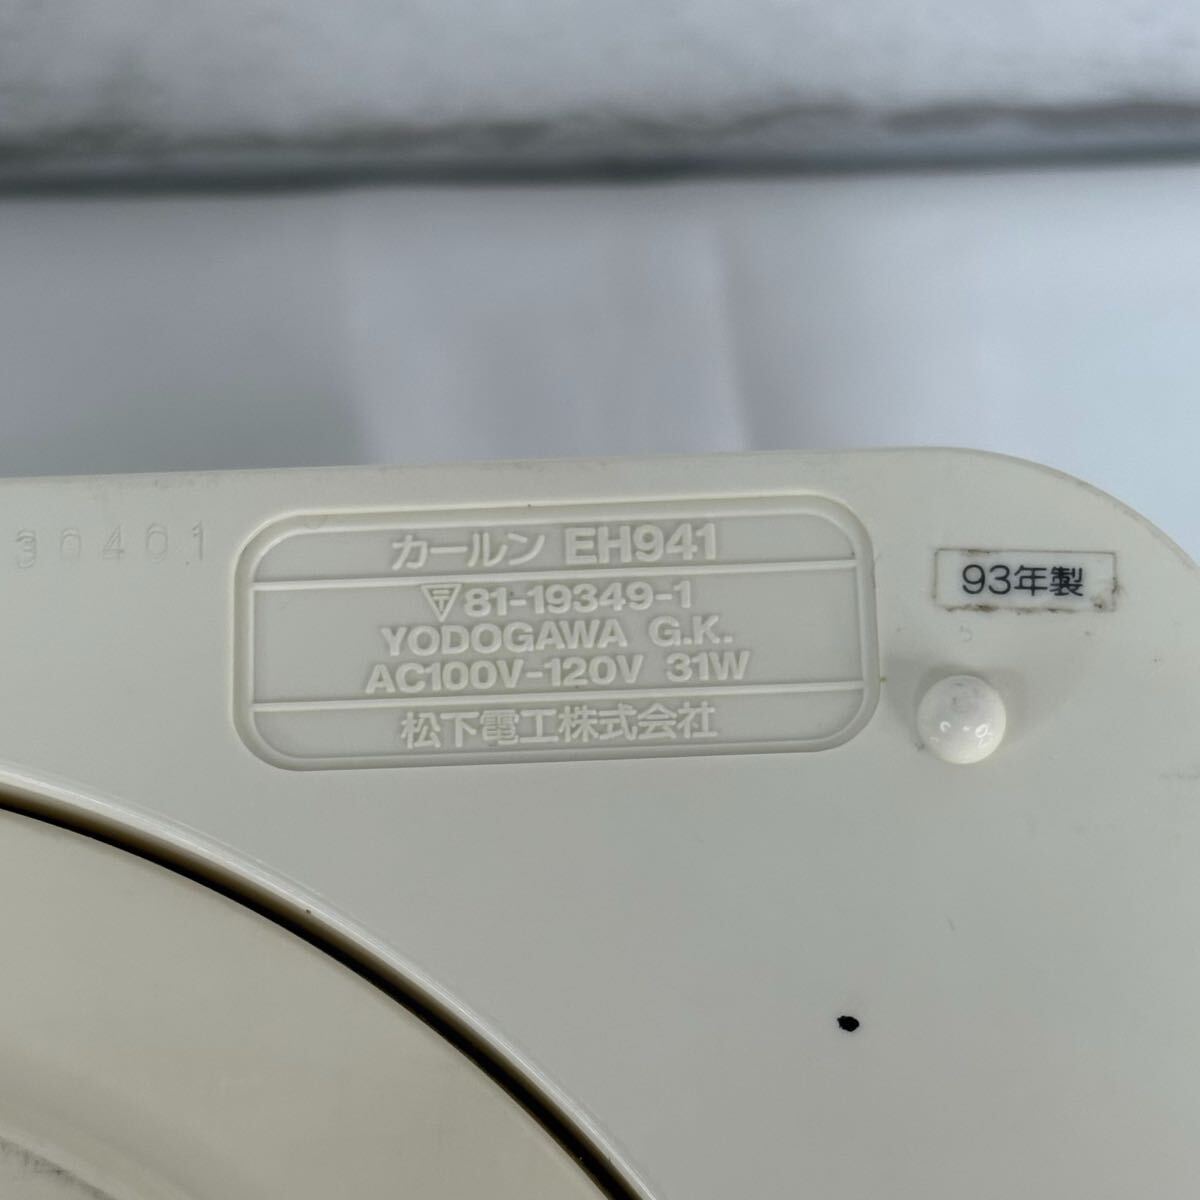 30401
カールン EH941
〒81-19349-1
YODOGAWA G.K.
AC100V-120V 31W
松下電工株式会社
93年製